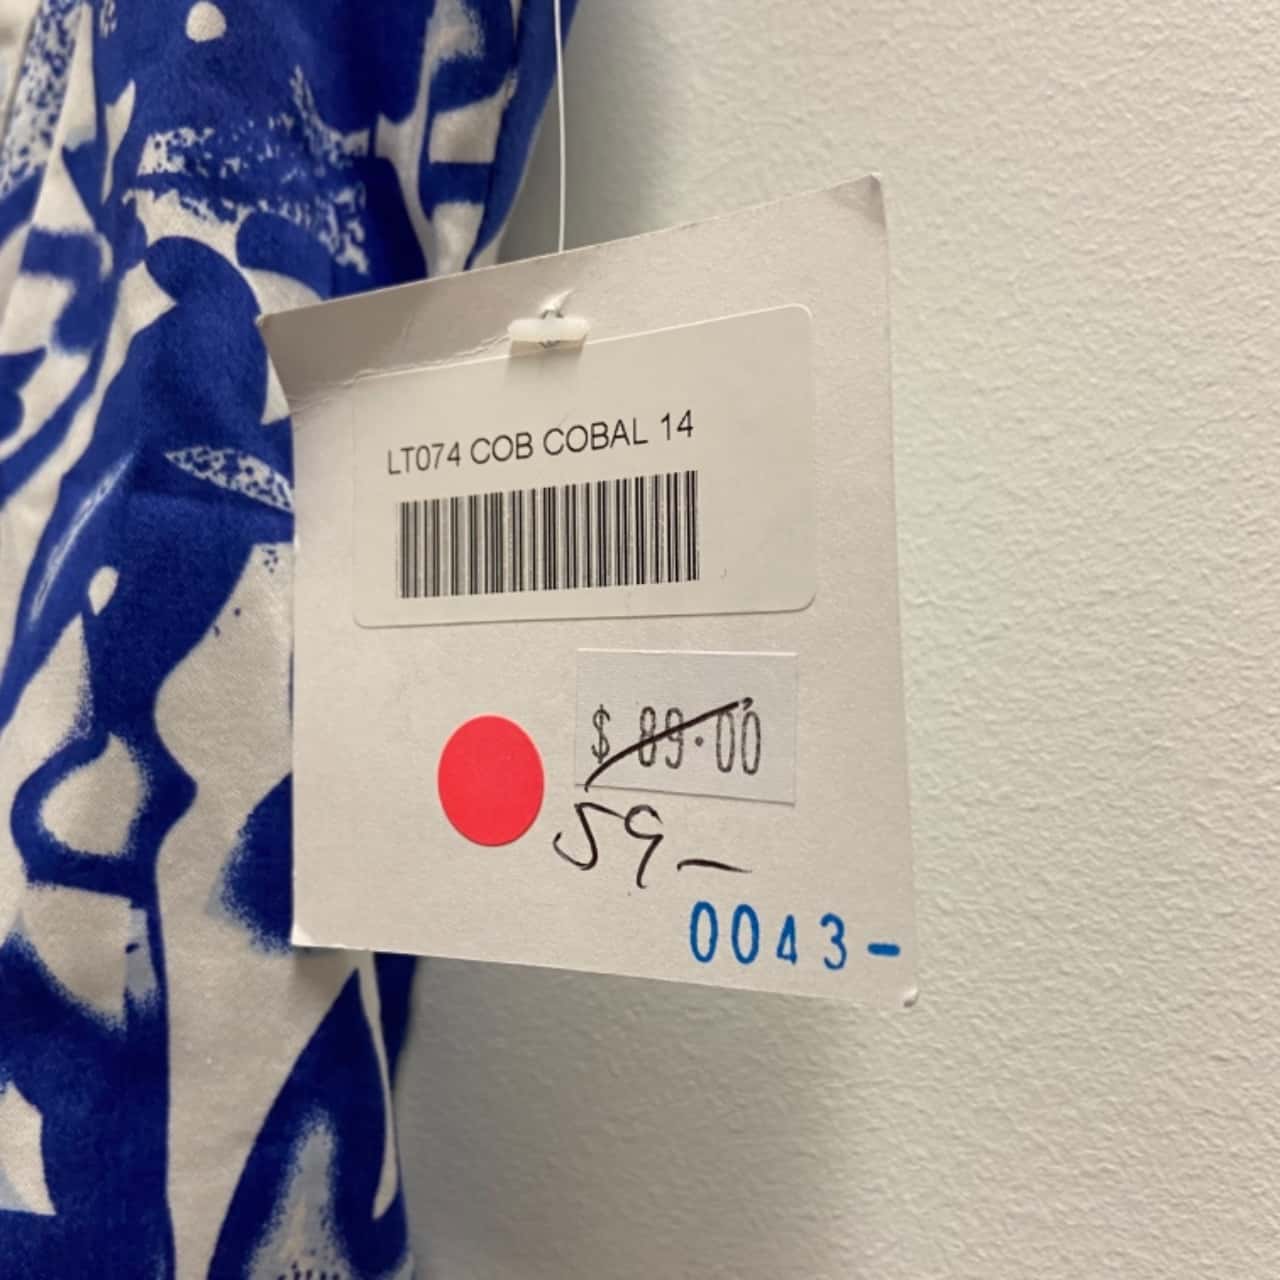 LT074 COB COBAL 14
$ 89.00
59-
0043-